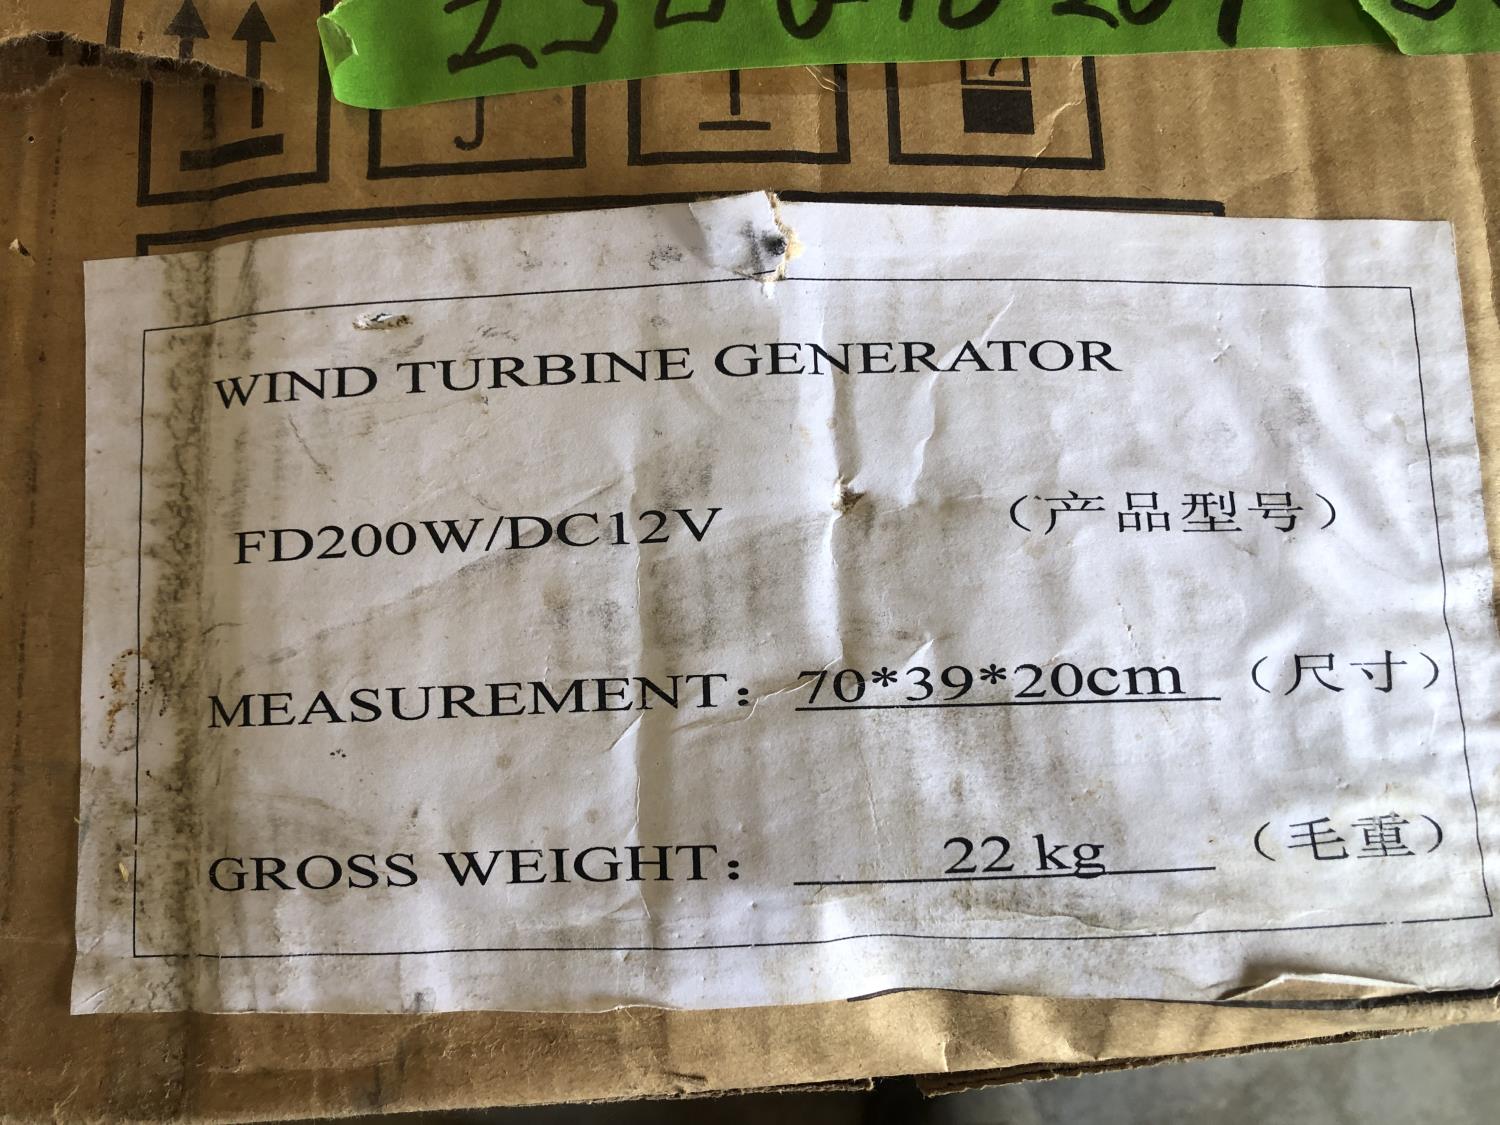 WIND TURBINE GENERATOR
FD200W/DC12V （产品型号）
MEASUREMENT： 70*39*20cm （尺寸）
GROSS WEIGHT： 22 kg （毛重）